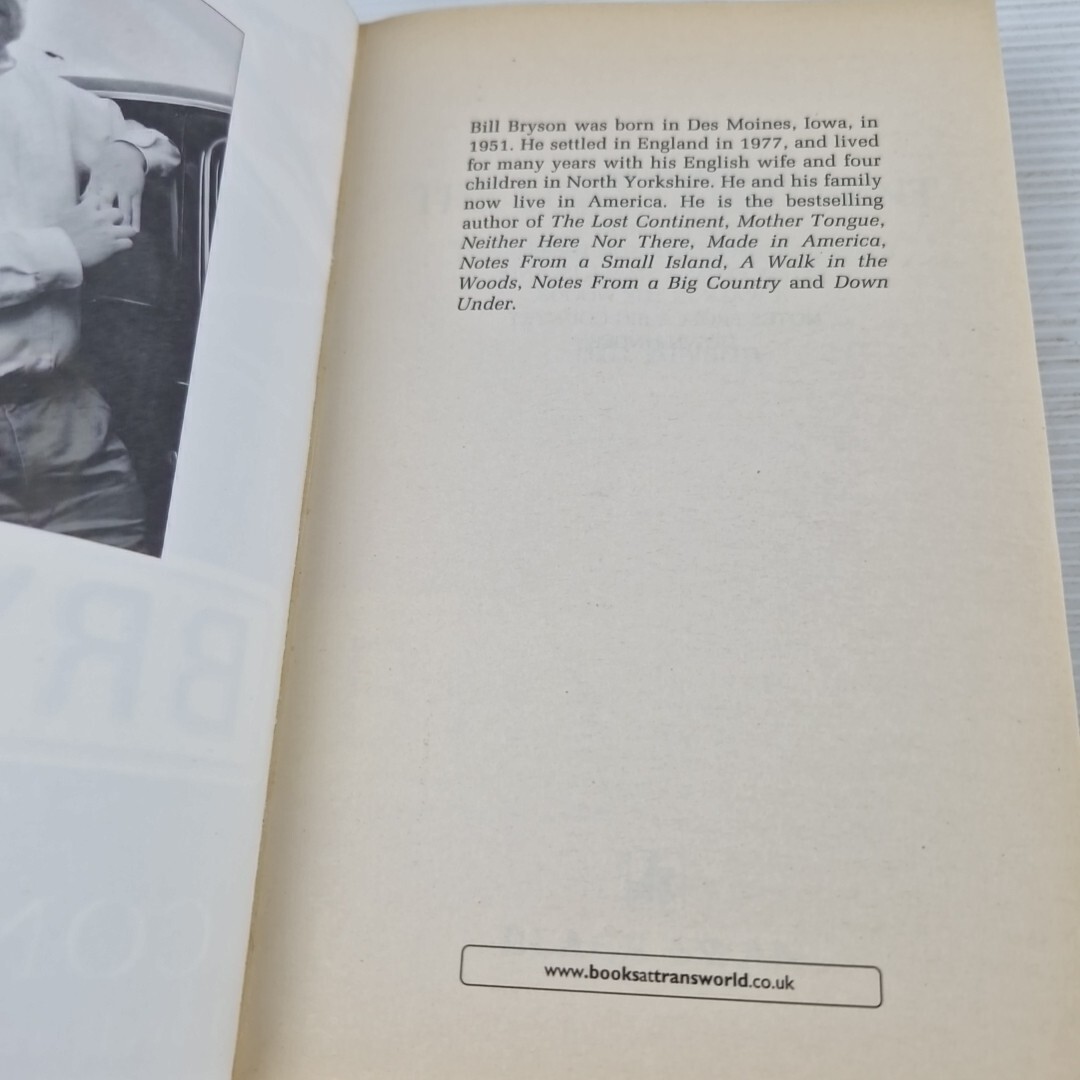 Bill Bryson was born in Des Moines, Iowa, in
1951. He settled in England in 1977, and lived
for many years with his English wife and four
children in North Yorkshire. He and his family
now live in America. He is the bestselling
author of The Lost Continent, Mother Tongue,
Neither Here Nor There, Made in America,
Notes From a Small Island, A Walk in the
Woods, Notes From a Big Country and Down
Under.
www.booksattransworld.co.uk